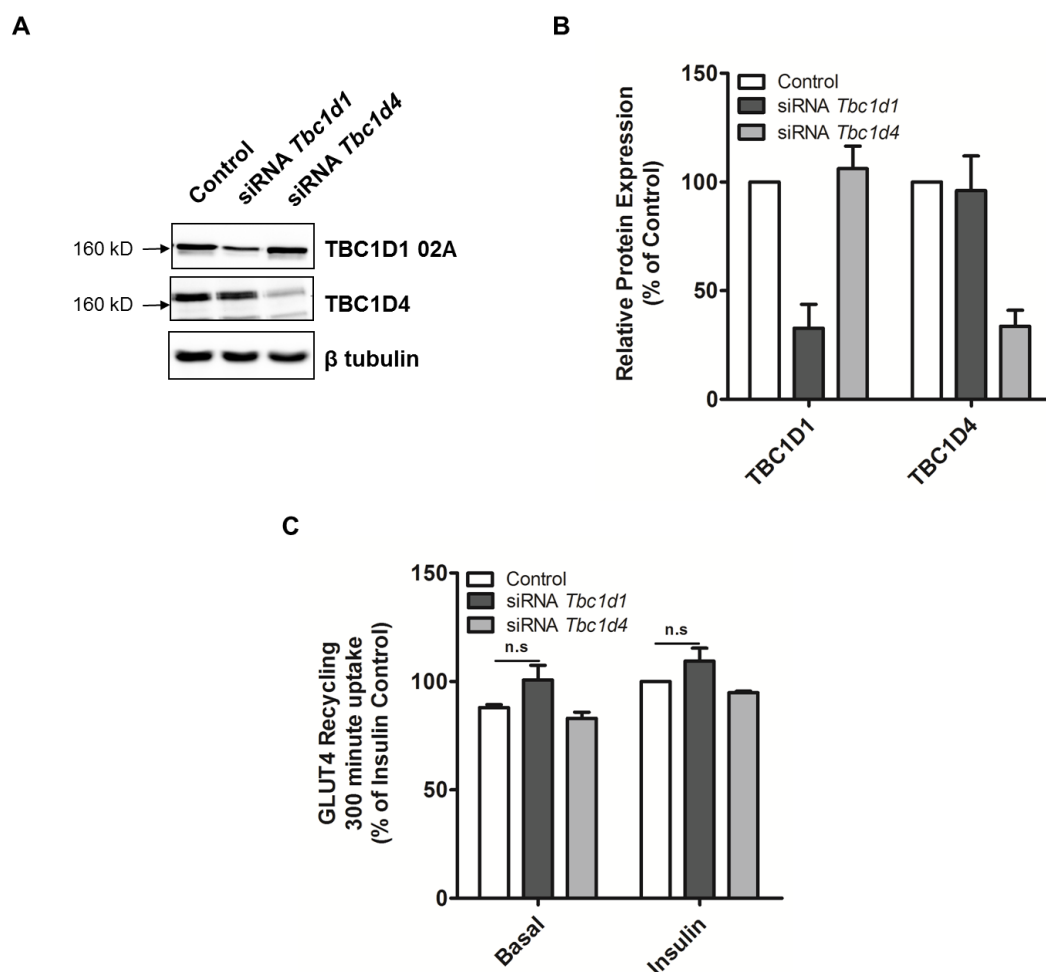 A
Control
siRNA Tbc1d1
siRNA Tbc1d4
160 kD
TBC1D1 02A
160 kD
TBC1D4
β tubulin
B
Relative Protein Expression
(% of Control)
150
100
50
0
Control
siRNA Tbc1d1
siRNA Tbc1d4
TBC1D1
TBC1D4
C
GLUT4 Recycling
300 minute uptake
(% of Insulin Control)
150
100
50
0
Control
siRNA Tbc1d1
siRNA Tbc1d4
n.s
n.s
Basal
Insulin